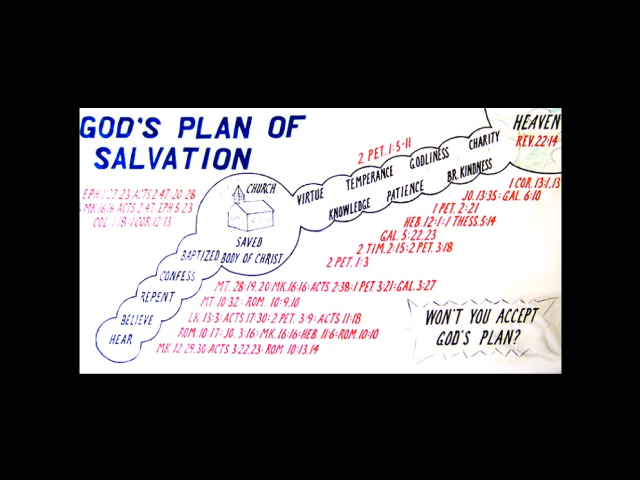 GOD'S PLAN OF
SALVATION
HEAVEN
REV. 22:14
2 PET. 1:5-11
VIRTUE
TEMPERANCE
GODLINESS
CHARITY
KNOWLEDGE
PATIENCE
BR. KINDNESS
CHURCH
SAVED
BODY OF CHRIST
EPH 1:22·23: ACTS 2:47: 20:28
MK. 16:16: ACTS 2:47: EPH 5:23
1 COR. 12:13
1 COR. 13:1,13
JO. 13:35: GAL. 6:10
1 PET. 2:21
HEB. 12:1: 1 THESS. 5:14
GAL. 5:22,23
2 TIM. 2:15: 2 PET. 3:18
2 PET. 1:3
BAPTIZED
MT. 28:19,20: MK. 16:16: ACTS 2:38: 1 PET 3:21: GAL. 3:27
CONFESS
MT. 10:32: ROM. 10:9,10
REPENT
LK. 13:3: ACTS 17:30: 2 PET. 3:9: ACTS 11:18
BELIEVE
ROM. 10:17: JO. 3:16: MK. 16:16: HEB. 11:6: ROM 10:10
HEAR
MK. 12:29,30: ACTS 3:22,23: ROM. 10:13,14
WON'T YOU ACCEPT
GOD'S PLAN?